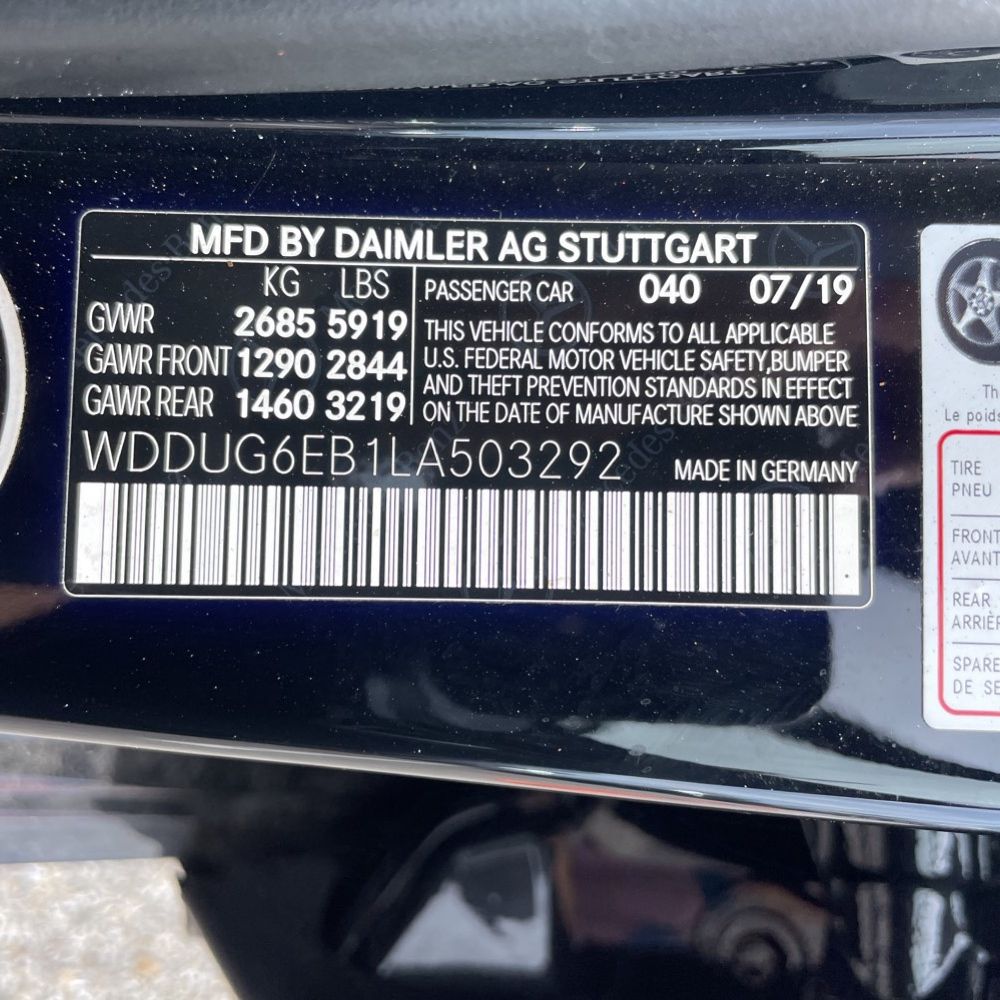 MFD BY DAIMLER AG STUTTGART
KG LBS
GVWR 2685 5919
GAWR FRONT 1290 2844
GAWR REAR 1460 3219
PASSENGER CAR 040 07/19
THIS VEHICLE CONFORMS TO ALL APPLICABLE
U.S. FEDERAL MOTOR VEHICLE SAFETY,BUMPER
AND THEFT PREVENTION STANDARDS IN EFFECT
ON THE DATE OF MANUFACTURE SHOWN ABOVE
WDDUG6EB1LA503292 MADE IN GERMANY
Le poids
TIRE
PNEU
FRONT
AVANT
REAR
SPARE
DE